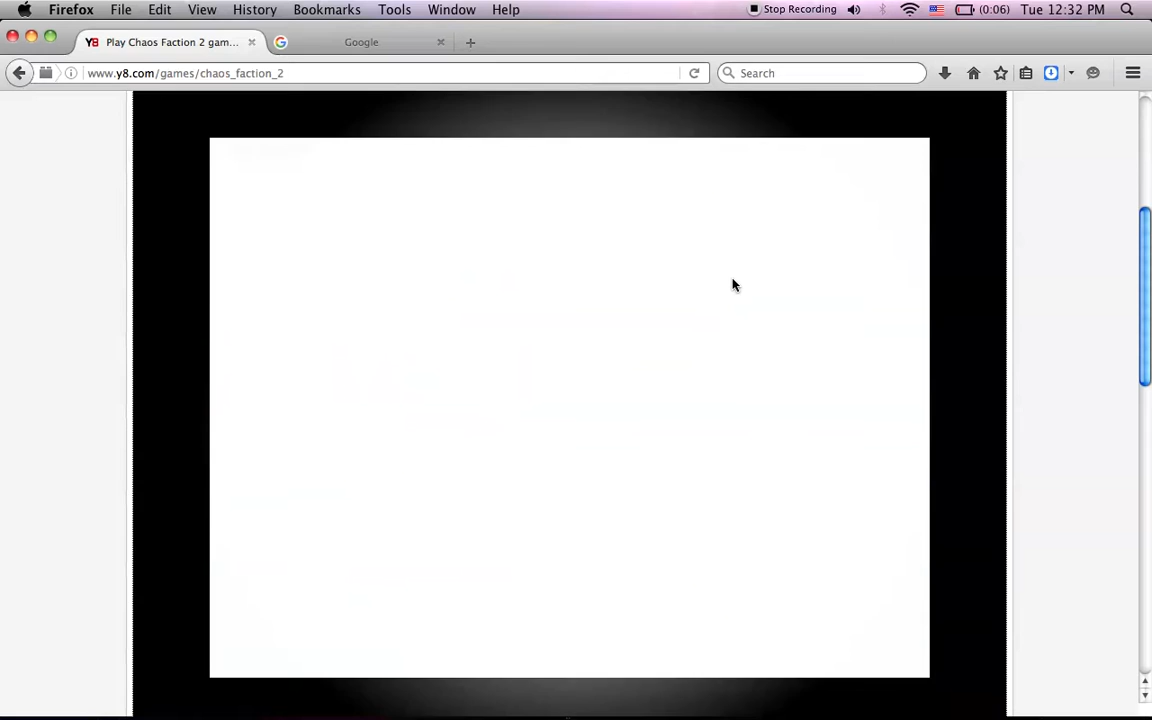 Firefox File Edit View History Bookmarks Tools Window Help Stop Recording (0:06) Tue 12:32 PM
Y8 Play Chaos Faction 2 gam... G Google
www.y8.com/games/chaos_faction_2 Search